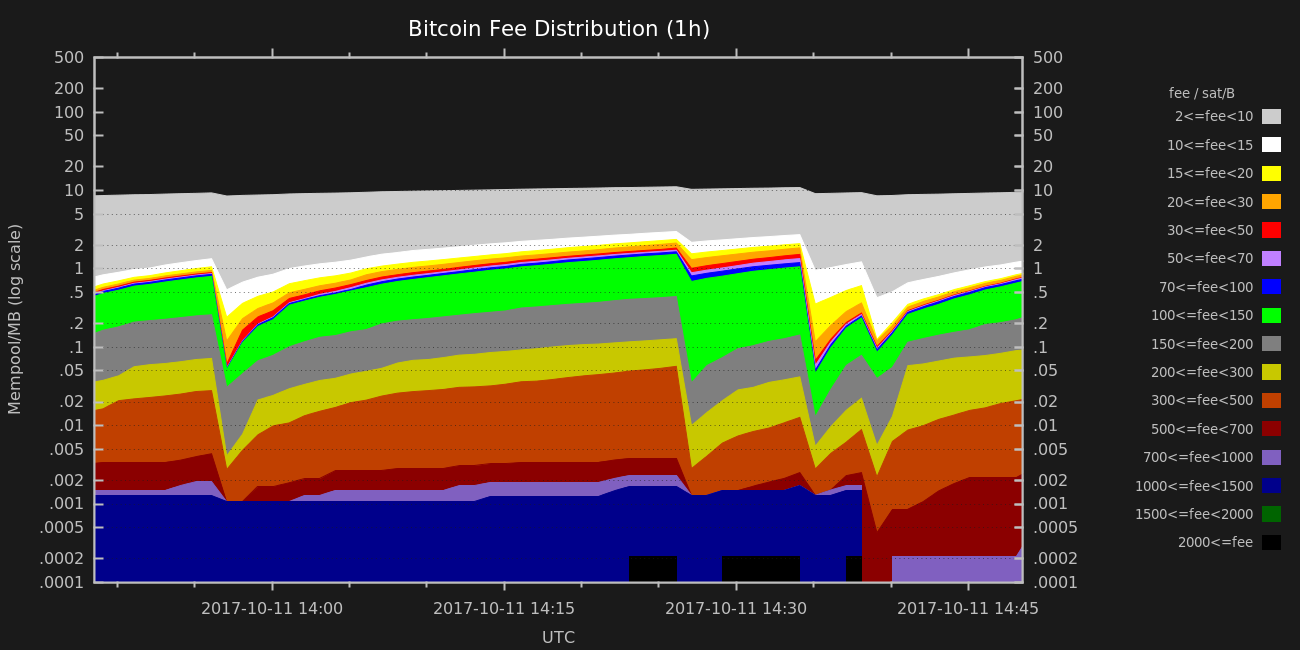 Bitcoin Fee Distribution (1h)
Mempool/MB (log scale)
500
200
100
50
20
10
5
2
1
.5
.2
.1
.05
.02
.01
.005
.002
.001
.0005
.0002
.0001
500
200
100
50
20
10
5
2
1
.5
.2
.1
.05
.02
.01
.005
.002
.001
.0005
.0002
.0001
2017-10-11 14:00
2017-10-11 14:15
2017-10-11 14:30
2017-10-11 14:45
UTC
fee / sat/B
2<=fee<10
10<=fee<15
15<=fee<20
20<=fee<30
30<=fee<50
50<=fee<70
70<=fee<100
100<=fee<150
150<=fee<200
200<=fee<300
300<=fee<500
500<=fee<700
700<=fee<1000
1000<=fee<1500
1500<=fee<2000
2000<=fee